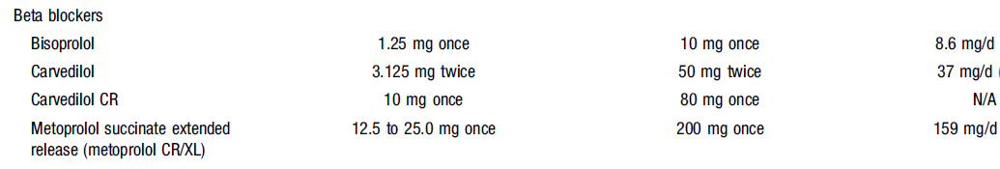 Beta blockers
Bisoprolol 1.25 mg once 10 mg once 8.6 mg/d
Carvedilol 3.125 mg twice 50 mg twice 37 mg/d
Carvedilol CR 10 mg once 80 mg once N/A
Metoprolol succinate extended 12.5 to 25.0 mg once 200 mg once 159 mg/d
release (metoprolol CR/XL)